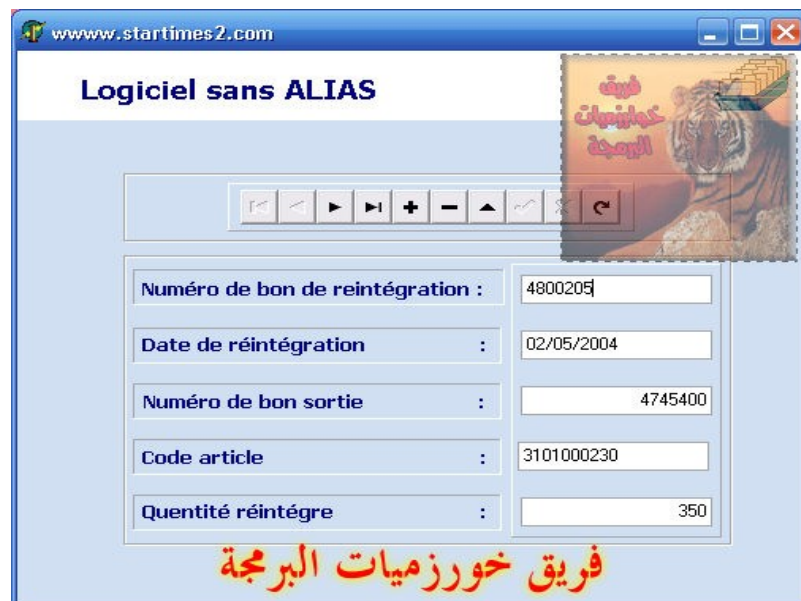 wwww.startimes2.com
Logiciel sans ALIAS
فريق
خوارزميات
البرمجة
Numéro de bon de reintégration : 4800205
Date de réintégration : 02/05/2004
Numéro de bon sortie : 4745400
Code article : 3101000230
Quentité réintégre : 350
فريق خورزميات البرمجة